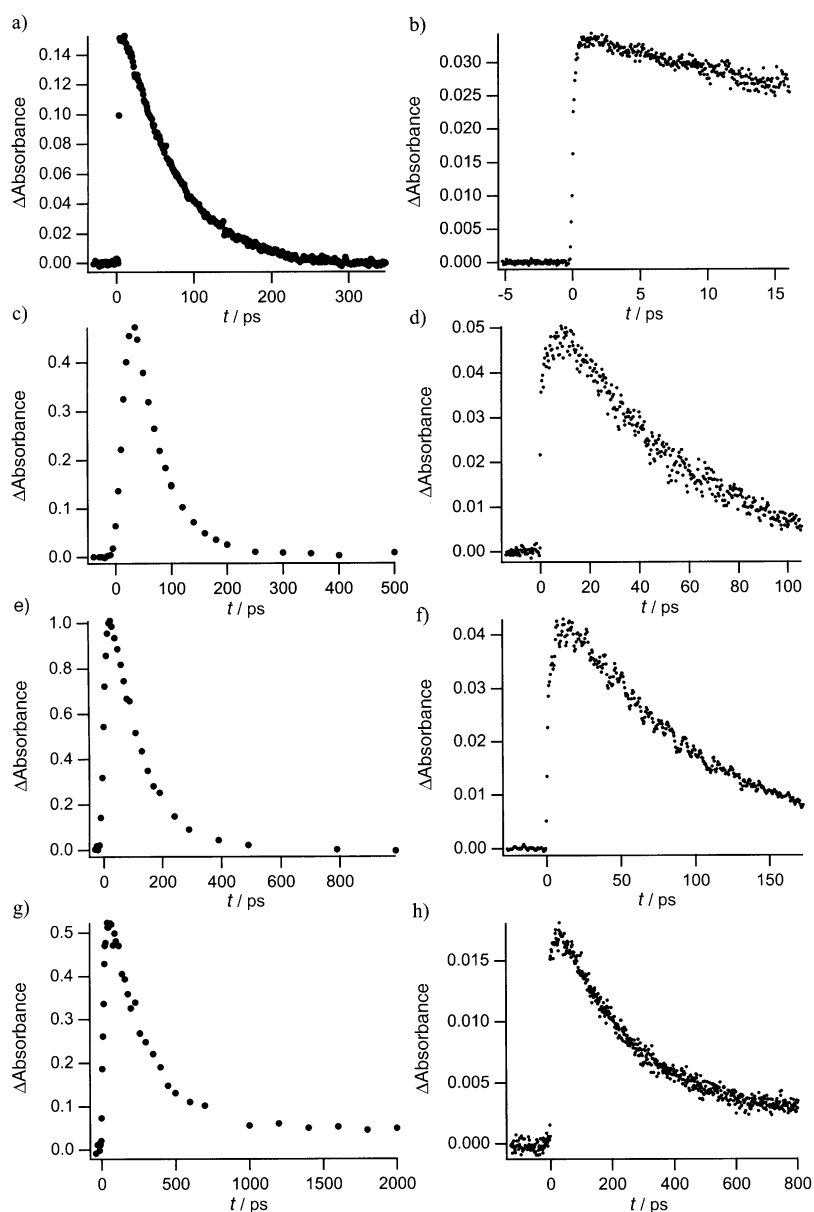 a)
ΔAbsorbance
0.14
0.12
0.10
0.08
0.06
0.04
0.02
0.00
0 100 200 300
t / ps
b)
ΔAbsorbance
0.030
0.025
0.020
0.015
0.010
0.005
0.000
-5 0 5 10 15
t / ps
c)
ΔAbsorbance
0.4
0.3
0.2
0.1
0.0
0 100 200 300 400 500
t / ps
d)
ΔAbsorbance
0.05
0.04
0.03
0.02
0.01
0.00
0 20 40 60 80 100
t / ps
e)
ΔAbsorbance
1.0
0.8
0.6
0.4
0.2
0.0
0 200 400 600 800
t / ps
f)
ΔAbsorbance
0.04
0.03
0.02
0.01
0.00
0 50 100 150
t / ps
g)
ΔAbsorbance
0.5
0.4
0.3
0.2
0.1
0.0
0 500 1000 1500 2000
t / ps
h)
ΔAbsorbance
0.015
0.010
0.005
0.000
0 200 400 600 800
t / ps